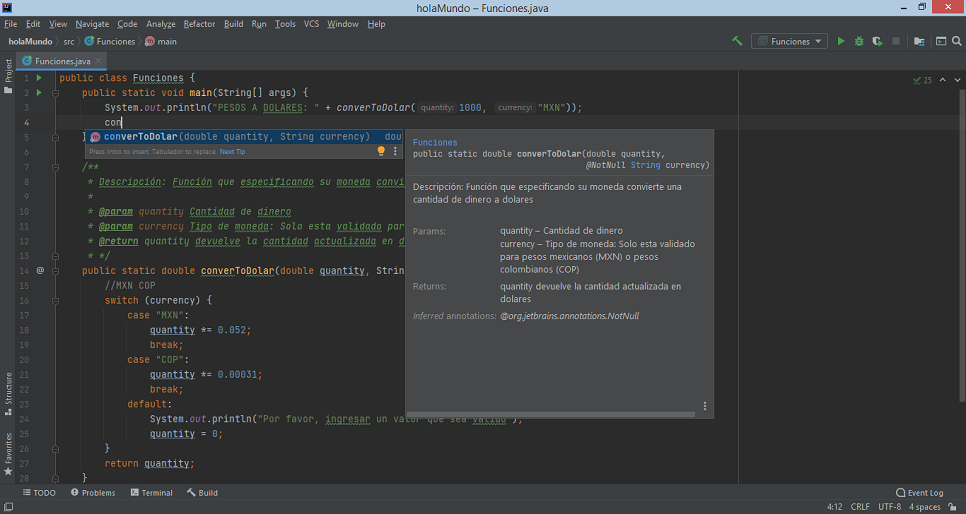 holaMundo – Funciones.java
File Edit View Navigate Code Analyze Refactor Build Run Tools VCS Window Help
holaMundo src Funciones main
Funciones
Funciones.java
Project
25
1 public class Funciones {
2 public static void main(String[] args) {
3 System.out.println("PESOS A DOLARES: " + converToDolar( quantity: 1000, currency: "MXN"));
4 con
5 }
converToDolar(double quantity, String currency) dou
Press Intro to insert, Tabulador to replace Next Tip
6
7 /**
8 * Descripción: Función que especificando su moneda convi
9 *
10 * @param quantity Cantidad de dinero
11 * @param currency Tipo de moneda: Solo esta validado par
12 * @return quantity devuelve la cantidad actualizada en d
13 * */
14 @ public static double converToDolar(double quantity, Strin
15 //MXN COP
16 switch (currency) {
17 case "MXN":
18 quantity *= 0.052;
19 break;
20 case "COP":
21 quantity *= 0.00031;
22 break;
23 default:
24 System.out.println("Por favor, ingresar un valor que sea valido");
25 quantity = 0;
26 }
27 return quantity;
28 }
Funciones
public static double converToDolar(double quantity,
@NotNull String currency)
Descripción: Función que especificando su moneda convierte una
cantidad de dinero a dolares
Params: quantity – Cantidad de dinero
currency – Tipo de moneda: Solo esta validado
para pesos mexicanos (MXN) o pesos
colombianos (COP)
Returns: quantity devuelve la cantidad actualizada en
dolares
Inferred annotations: @org.jetbrains.annotations.NotNull
Structure
Favorites
TODO Problems Terminal Build Event Log
4:12 CRLF UTF-8 4 spaces